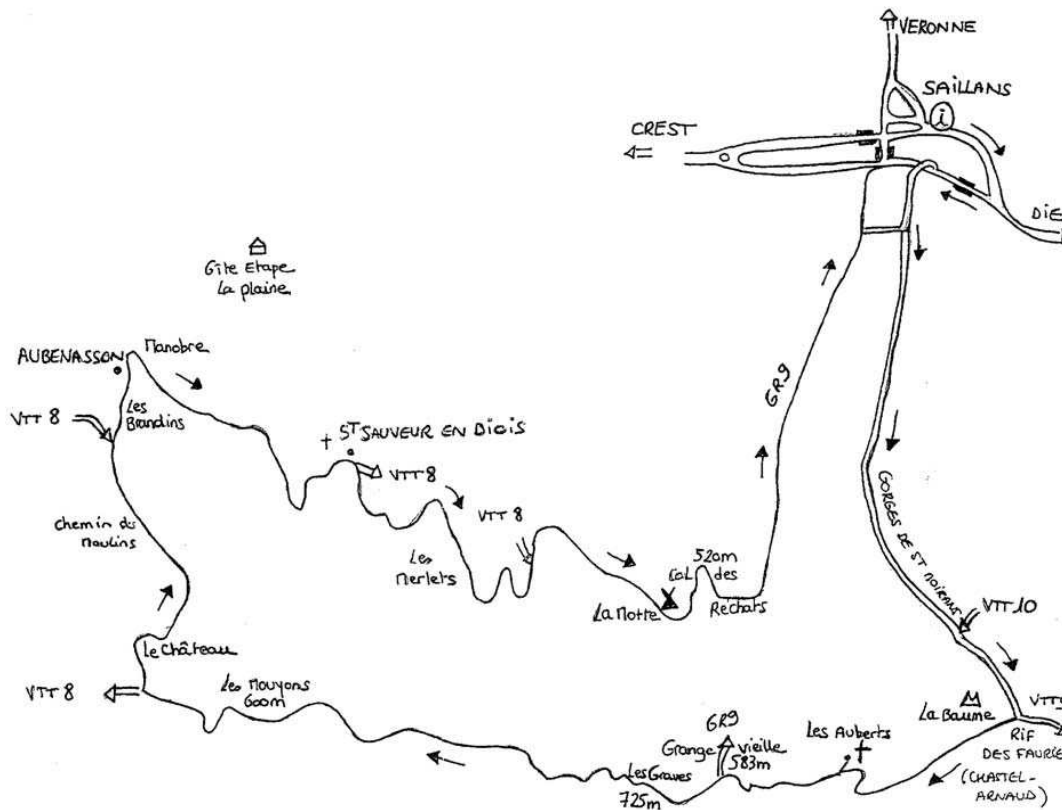 VERONNE
SAILLANS
i
CREST
DIE
Gîte Etape
La plaine
AUBENASSON
Manobre
VTT 8
Les
Brandins
GR9
ST SAUVEUR EN DIOIS
VTT 8
VTT 8
Chemin des
Moulins
Les
Merlets
520m
Col des
Rechats
La Motte
GORGES DE ST MOIRANS
VTT 10
Le Château
VTT 8
Les Mouyons
600m
GR9
Grange vieille
583m
Les Auberts
La Baume
VTT9
RIF
DES FAURIE
(CHASTEL-
ARNAUD)
Les Graves
725m